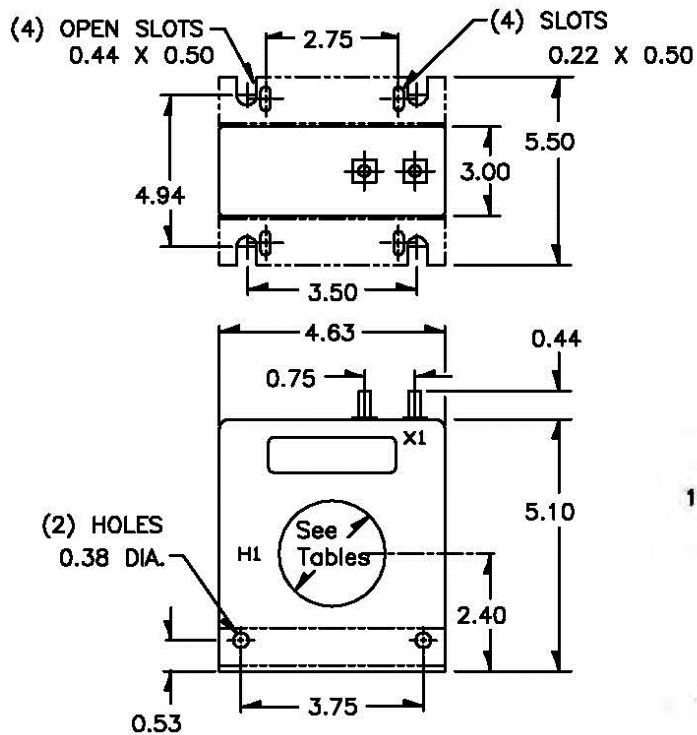 (4) OPEN SLOTS
0.44 X 0.50
2.75
(4) SLOTS
0.22 X 0.50
4.94
3.00
5.50
3.50
4.63
0.44
0.75
X1
(2) HOLES
0.38 DIA.
H1
See
Tables
5.10
1
2.40
3.75
0.53